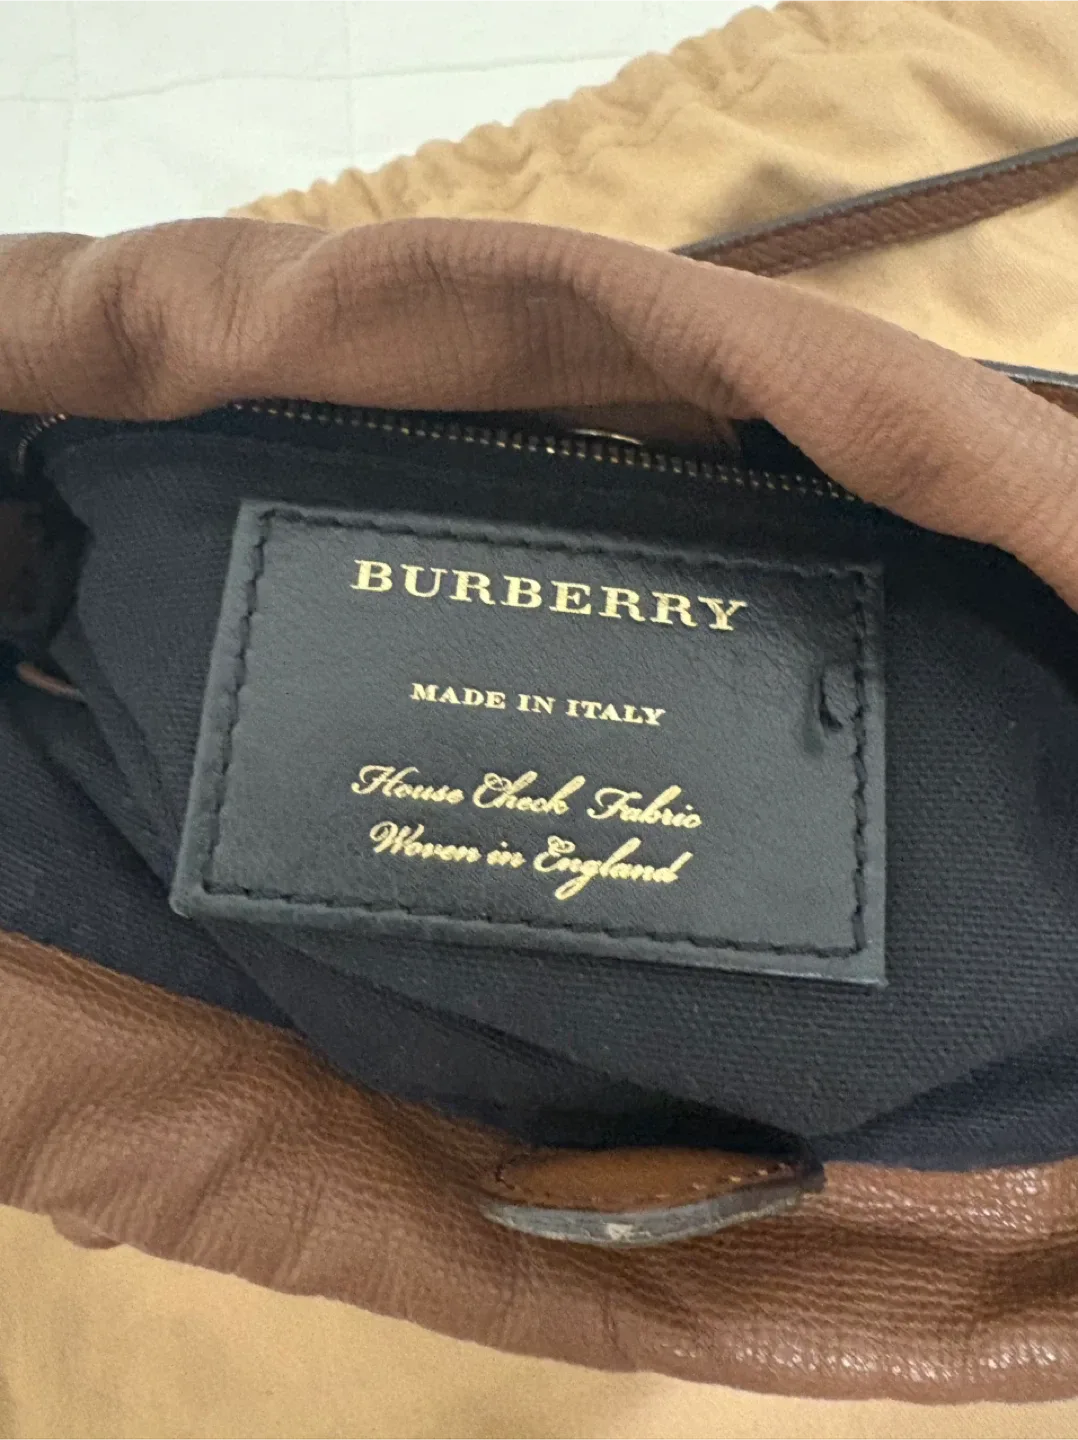 BURBERRY
MADE IN ITALY
House Check Fabric
Woven in England